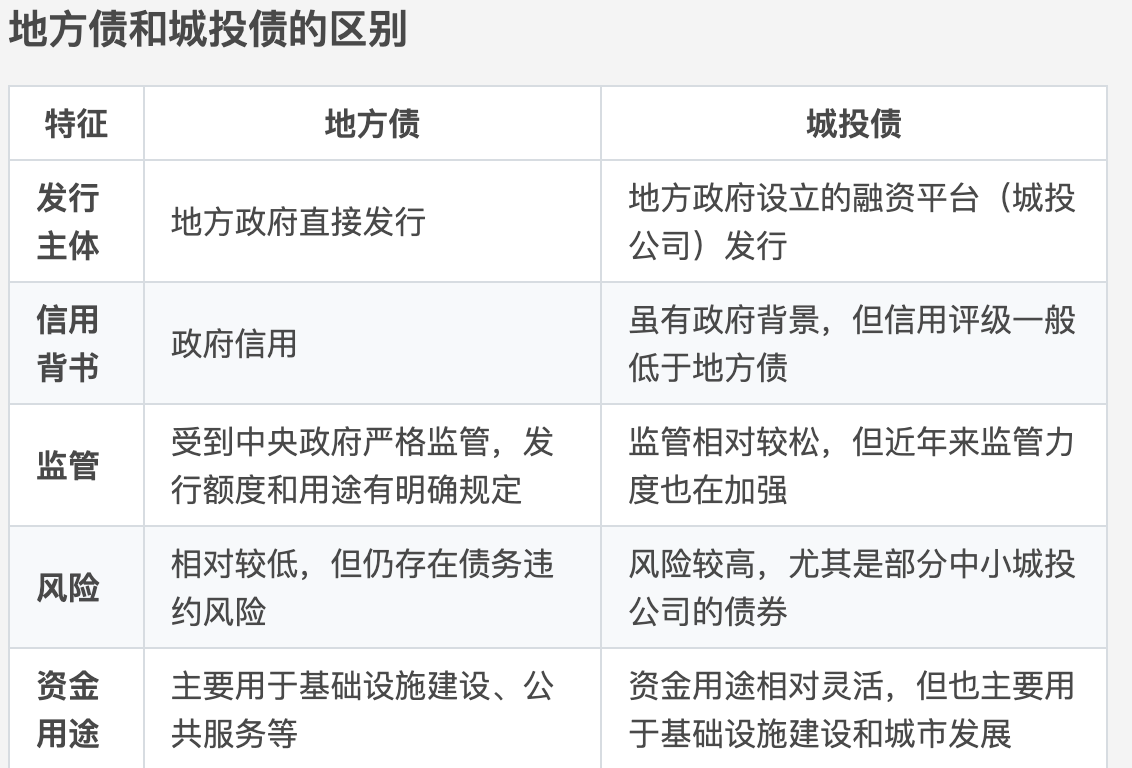 地方债和城投债的区别
特征 地方债 城投债
发行
主体
地方政府直接发行
地方政府设立的融资平台（城投
公司）发行
信用
背书
政府信用
虽有政府背景，但信用评级一般
低于地方债
监管
受到中央政府严格监管，发
行额度和用途有明确规定
监管相对较松，但近年来监管力
度也在加强
风险
相对较低，但仍存在债务违
约风险
风险较高，尤其是部分中小城投
公司的债券
资金
用途
主要用于基础设施建设、公
共服务等
资金用途相对灵活，但也主要用
于基础设施建设和城市发展